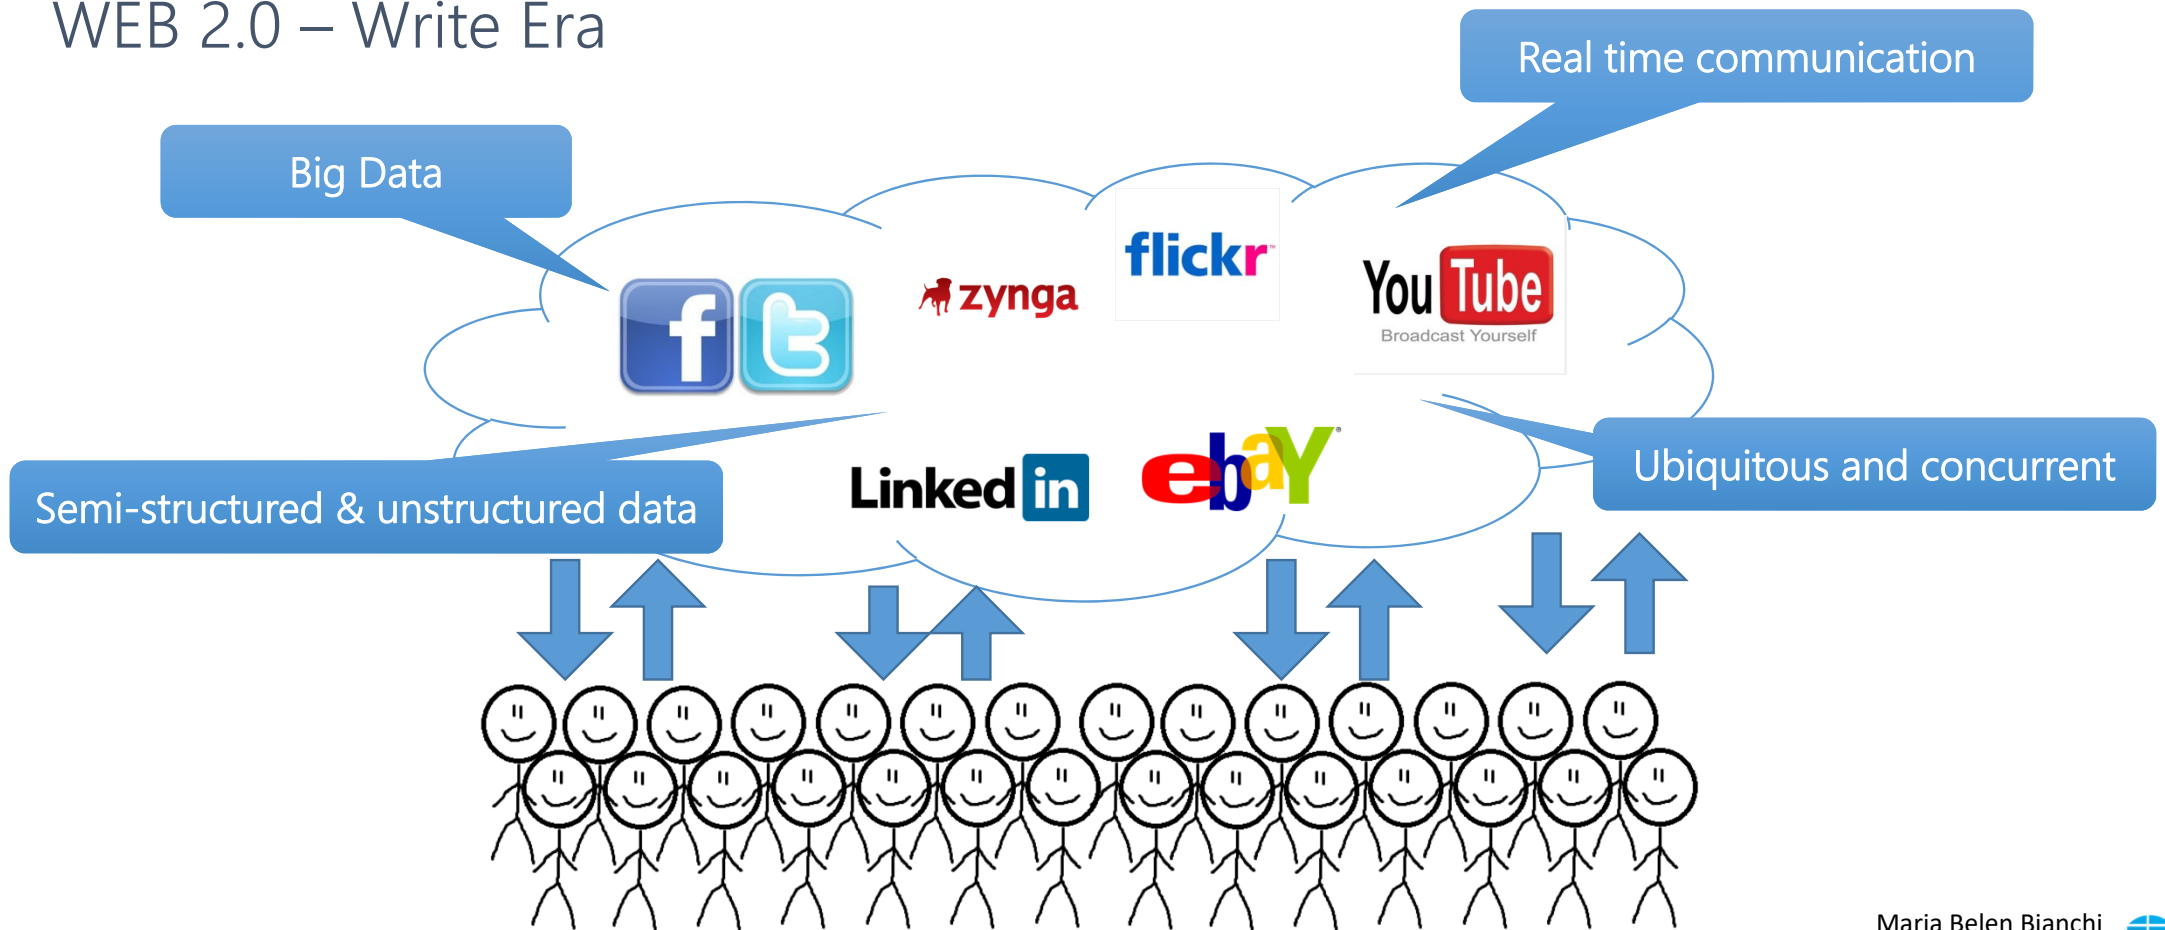 WEB 2.0 – Write Era
Real time communication
Big Data
flickr™
zynga
You Tube
Broadcast Yourself
f t
Semi-structured & unstructured data
Linked in
ebaY®
Ubiquitous and concurrent
Maria Belen Bianchi